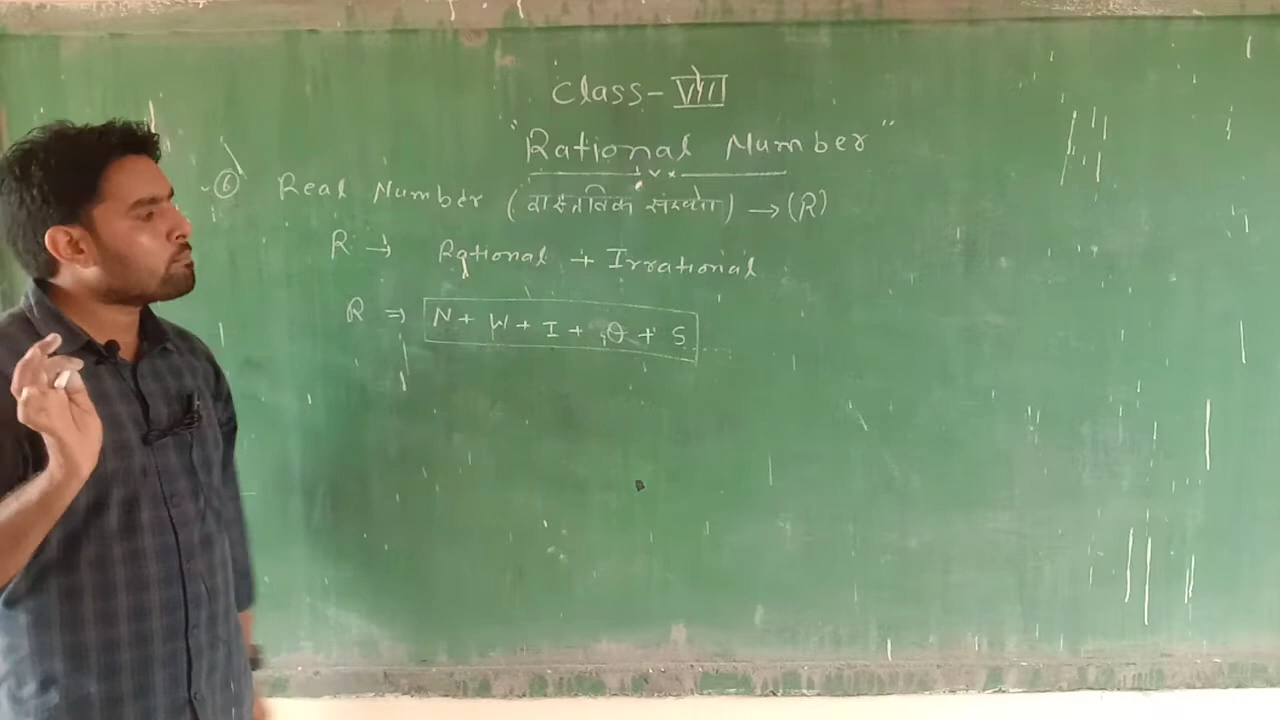 Class-VIII
"Rational Number"
⑥ Real Number (वास्तविक संख्या) → (R)
R → Rational + Irrational
R ⇒ N + W + I + Q + S